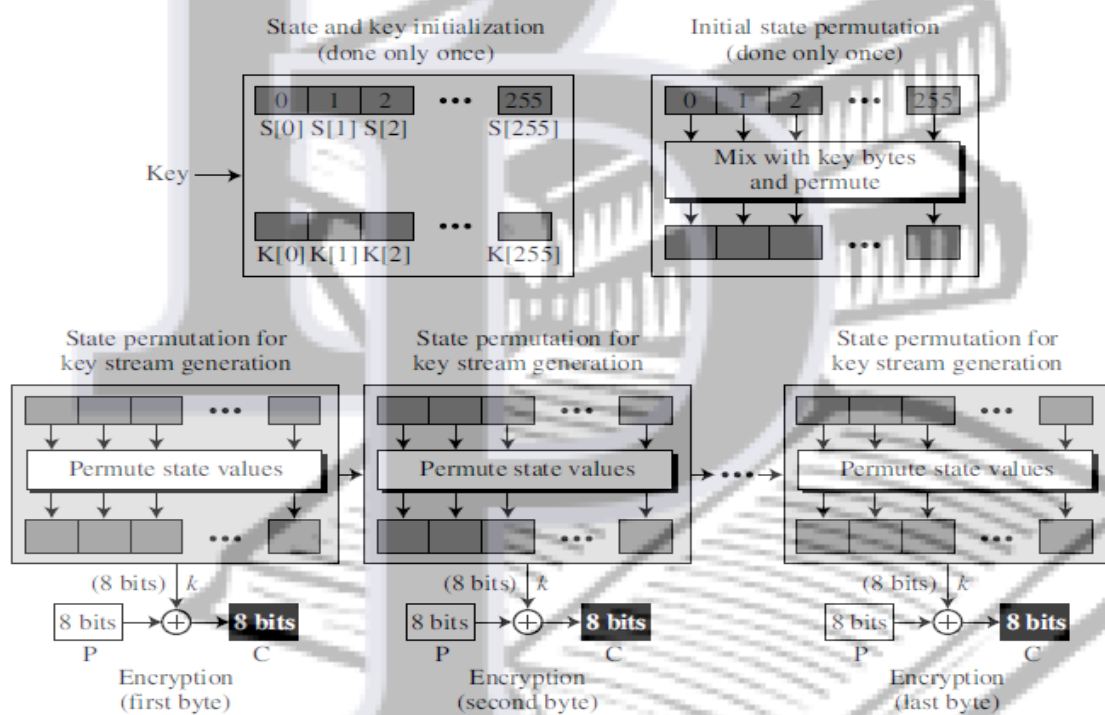 State and key initialization
(done only once)
0 1 2 ••• 255
S[0] S[1] S[2] S[255]
Key
•••
K[0] K[1] K[2] K[255]
Initial state permutation
(done only once)
0 1 2 ••• 255
Mix with key bytes
and permute
•••
State permutation for
key stream generation
•••
Permute state values
•••
(8 bits) k
8 bits + 8 bits
P C
Encryption
(first byte)
State permutation for
key stream generation
•••
Permute state values
•••
(8 bits) k
8 bits + 8 bits
P C
Encryption
(second byte)
•••
State permutation for
key stream generation
•••
Permute state values
•••
(8 bits) k
8 bits + 8 bits
P C
Encryption
(last byte)